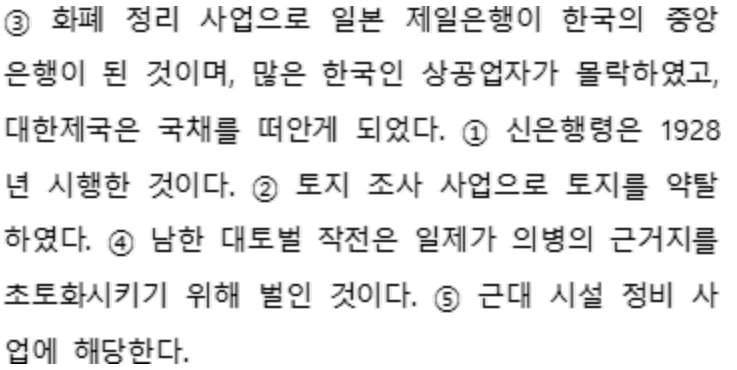 ③ 화폐 정리 사업으로 일본 제일은행이 한국의 중앙
은행이 된 것이며, 많은 한국인 상공업자가 몰락하였고,
대한제국은 국채를 떠안게 되었다. ① 신은행령은 1928
년 시행한 것이다. ② 토지 조사 사업으로 토지를 약탈
하였다. ④ 남한 대토벌 작전은 일제가 의병의 근거지를
초토화시키기 위해 벌인 것이다. ⑤ 근대 시설 정비 사
업에 해당한다.